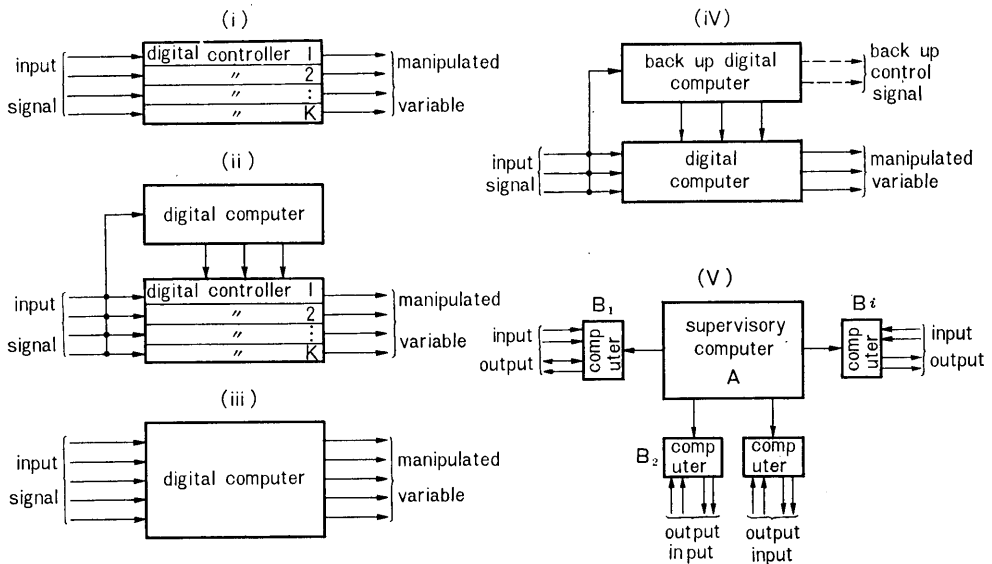 (i)
input
signal
digital controller 1
〃 2
〃 :
〃 K
manipulated
variable
(ii)
digital computer
input
signal
digital controller 1
〃 2
〃 :
〃 K
manipulated
variable
(iii)
input
signal
digital computer
manipulated
variable
(iV)
back up digital
computer
back up
control
signal
input
signal
digital
computer
manipulated
variable
(V)
B1
input
output
comp
uter
supervisory
computer
A
Bi
comp
uter
input
output
B2
comp
uter
output
input
comp
uter
output
input